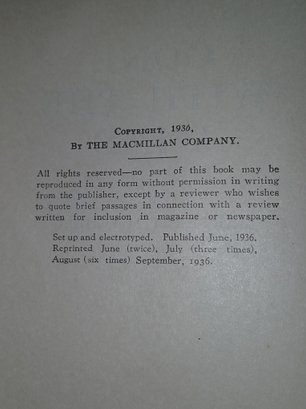 COPYRIGHT, 1936,
BY THE MACMILLAN COMPANY.
All rights reserved—no part of this book may be
reproduced in any form without permission in writing
from the publisher, except by a reviewer who wishes
to quote brief passages in connection with a review
written for inclusion in magazine or newspaper.
Set up and electrotyped. Published June, 1936.
Reprinted June (twice), July (three times),
August (six times) September, 1936.